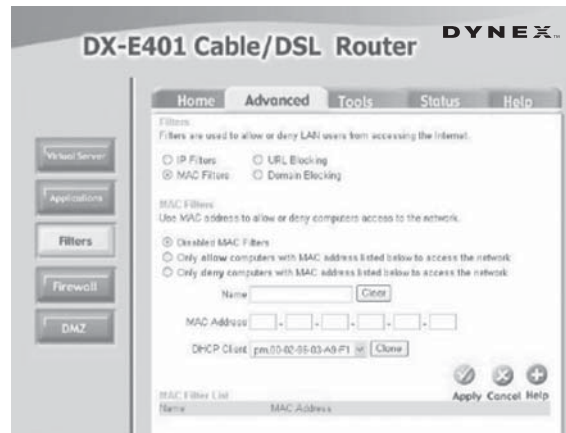 DYNEX™
DX-E401 Cable/DSL Router
Home Advanced Tools Status Help
Filters
Filters are used to allow or deny LAN users from accessing the Internet.
IP Filters URL Blocking
MAC Filters Domain Blocking
MAC Filters
Use MAC address to allow or deny computers access to the network.
Disabled MAC Filters
Only allow computers with MAC address listed below to access the network
Only deny computers with MAC address listed below to access the network
Name Clear
MAC Address - - - - -
DHCP Client Clone
Apply Cancel Help
MAC Filter List
Name MAC Address
Virtual Server
Applications
Filters
Firewall
DMZ